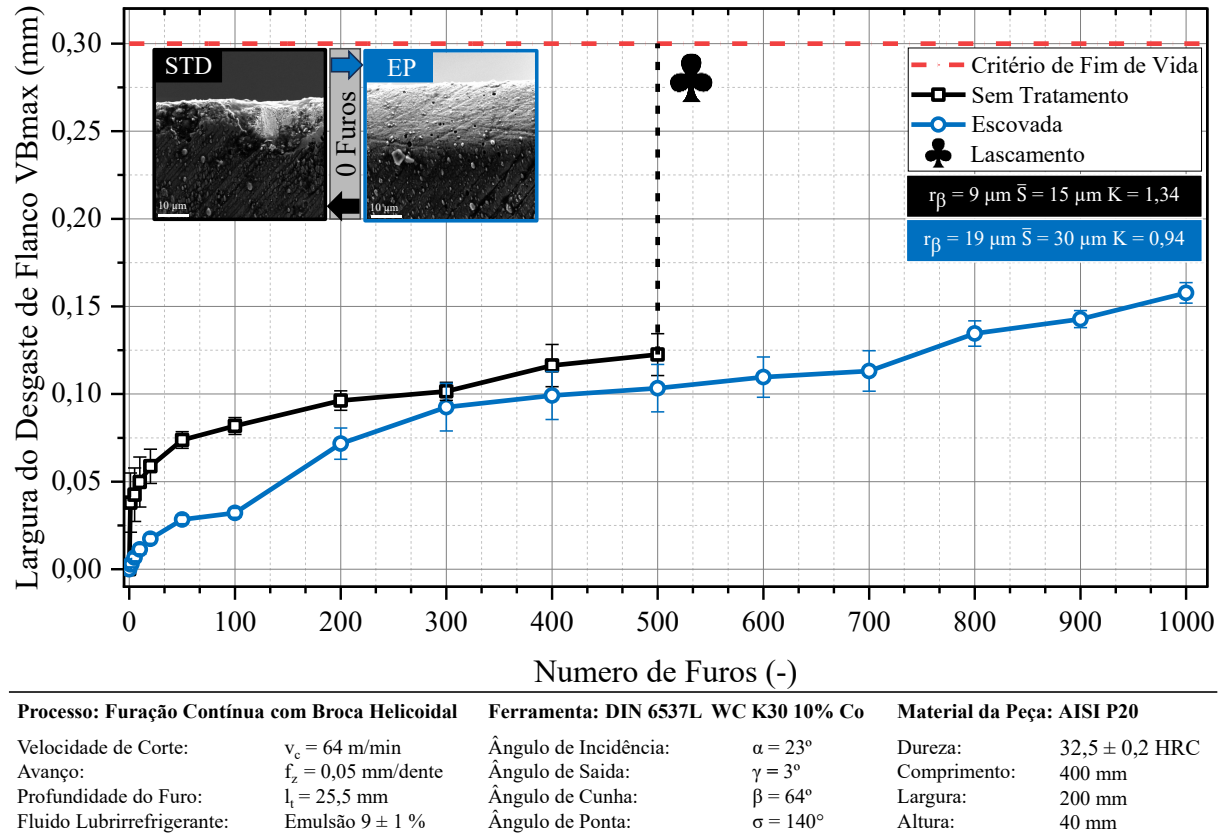 Largura do Desgaste de Flanco VBmax (mm)
0,30
0,25
0,20
0,15
0,10
0,05
0,00
STD
10 µm
0 Furos
EP
10 µm
♣
Critério de Fim de Vida
Sem Tratamento
Escovada
♣ Lascamento
rβ = 9 µm S̅ = 15 µm K = 1,34
rβ = 19 µm S̅ = 30 µm K = 0,94
0 100 200 300 400 500 600 700 800 900 1000
Numero de Furos (-)
Processo: Furação Contínua com Broca Helicoidal
Velocidade de Corte: vc = 64 m/min
Avanço: fz = 0,05 mm/dente
Profundidade do Furo: lt = 25,5 mm
Fluido Lubrirrefrigerante: Emulsão 9 ± 1 %
Ferramenta: DIN 6537L WC K30 10% Co
Ângulo de Incidência: α = 23º
Ângulo de Saida: γ = 3º
Ângulo de Cunha: β = 64º
Ângulo de Ponta: σ = 140°
Material da Peça: AISI P20
Dureza: 32,5 ± 0,2 HRC
Comprimento: 400 mm
Largura: 200 mm
Altura: 40 mm